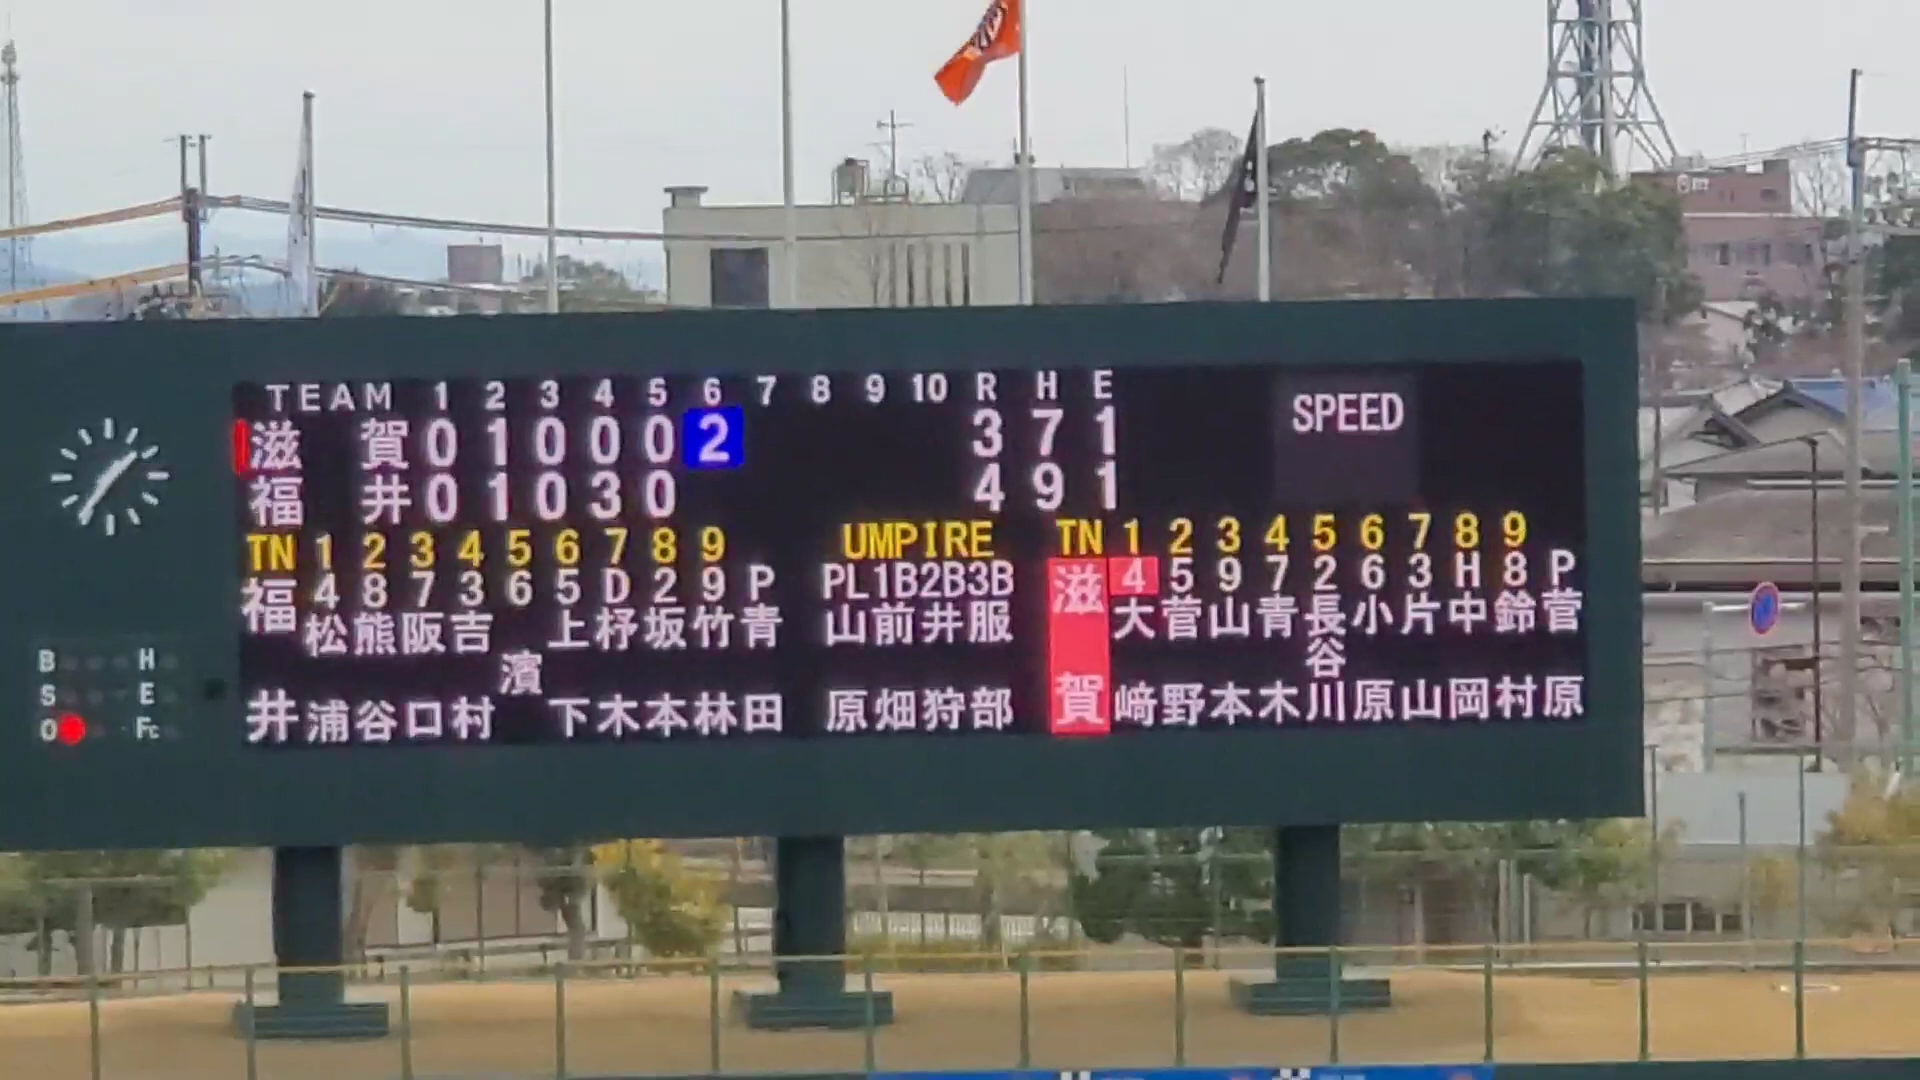 TEAM 1 2 3 4 5 6 7 8 9 10 R H E
滋賀 0 1 0 0 0 2 3 7 1
福井 0 1 0 3 0 4 9 1
SPEED
TN 1 2 3 4 5 6 7 8 9
福井 4 8 7 3 6 5 D 2 9 P
松浦 熊谷 阪口 吉村 濱 上下 杼木 坂本 竹林 青田
UMPIRE
PL 1B 2B 3B
山原 前畑 井狩 服部
TN 1 2 3 4 5 6 7 8 9
滋賀 4 5 9 7 2 6 3 H 8 P
大﨑 菅野 山本 青木 長谷川 小原 片山 中岡 鈴村 菅原
B H
S E
O Fc